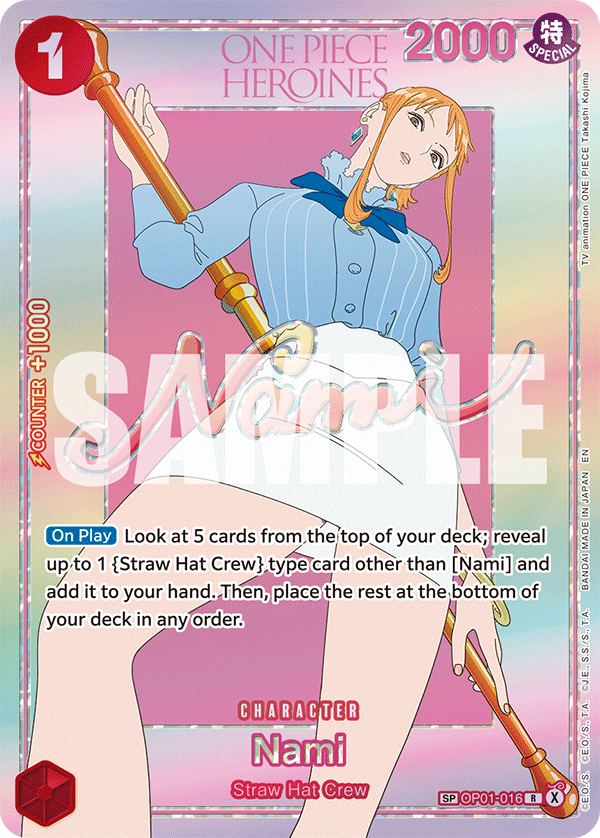 1
ONE PIECE
HEROINES
2000
特
SPECIAL
TV animation ONE PIECE Takashi Kojima
COUNTER +1000
SAMPLE
Nami
On Play Look at 5 cards from the top of your deck; reveal
up to 1 {Straw Hat Crew} type card other than [Nami] and
add it to your hand. Then, place the rest at the bottom of
your deck in any order.
CHARACTER
Nami
Straw Hat Crew
SP OP01-016 R X
©E.O./S. ©E.O./S., T.A. ©J.E., S.S./S., T.A. BANDAI MADE IN JAPAN EN